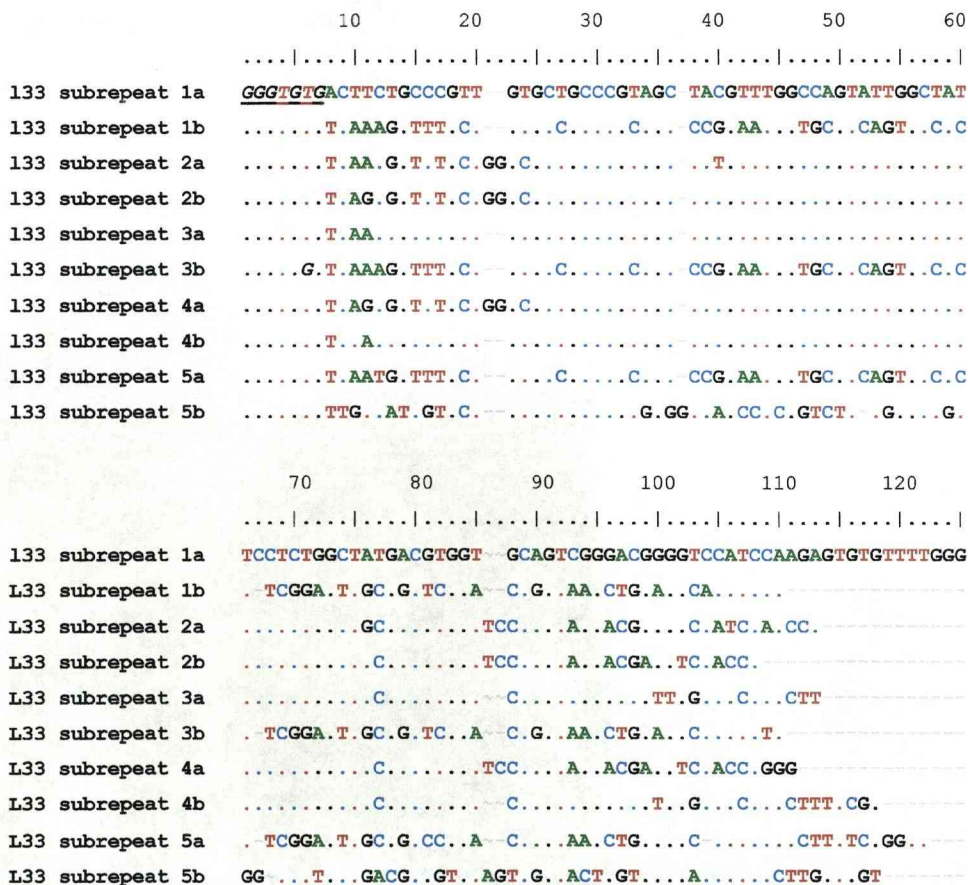 10 20 30 40 50 60
....|....|....|....|....|....|....|....|....|....|....|....|
133 subrepeat 1a GGGTGTGACTTCTGCCCGTT GTGCTGCCCGTAGC TACGTTTGGCCAGTATTGGCTAT
133 subrepeat 1b .......T.AAAG.TTT.C. ......C.....C.. ..CCG.AA...TGC..CAGT..C.C
133 subrepeat 2a .......T.AA.G.T.T.C.GG.C...............T....................
133 subrepeat 2b .......T.AG.G.T.T.C.GG.C....................................
133 subrepeat 3a .......T.AA......... .......................................
133 subrepeat 3b .....G.T.AAAG.TTT.C. ......C.....C.. ..CCG.AA...TGC..CAGT..C.C
133 subrepeat 4a .......T.AG.G.T.T.C.GG.C....................................
133 subrepeat 4b .......T..A......... .......................................
133 subrepeat 5a .......T.AATG.TTT.C. ......C.....C.. ..CCG.AA...TGC..CAGT..C.C
133 subrepeat 5b .......TTG..AT.GT.C. ...........G.GG..A.CC.C.GTCT...G....G.
70 80 90 100 110 120
....|....|....|....|....|....|....|....|....|....|....|....|
133 subrepeat 1a TCCTCTGGCTATGACGTGGT GCAGTCGGGACGGGGTCCATCCAAGAGTGTGTTTTGGG
L33 subrepeat 1b . TCGGA.T.GC.G.TC..A C.G..AA.CTG.A..CA......
L33 subrepeat 2a ..........GC........TCC....A..ACG....C.ATC.A.CC.
L33 subrepeat 2b ...........C........TCC....A..ACGA..TC.ACC.
L33 subrepeat 3a ...........C........ ..C...........TT.G...C...CTT
L33 subrepeat 3b . TCGGA.T.GC.G.TC..A C.G..AA.CTG.A..C.....T.
L33 subrepeat 4a ...........C........TCC....A..ACGA..TC.ACC.GGG
L33 subrepeat 4b ...........C........ ..C...........T..G...C...CTTT.CG.
L33 subrepeat 5a . TCGGA.T.GC.G.CC..A C....AA.CTG....C........CTT.TC.GG..
L33 subrepeat 5b GG....T...GACG..GT..AGT.G..ACT.GT....A......CTTG...GT